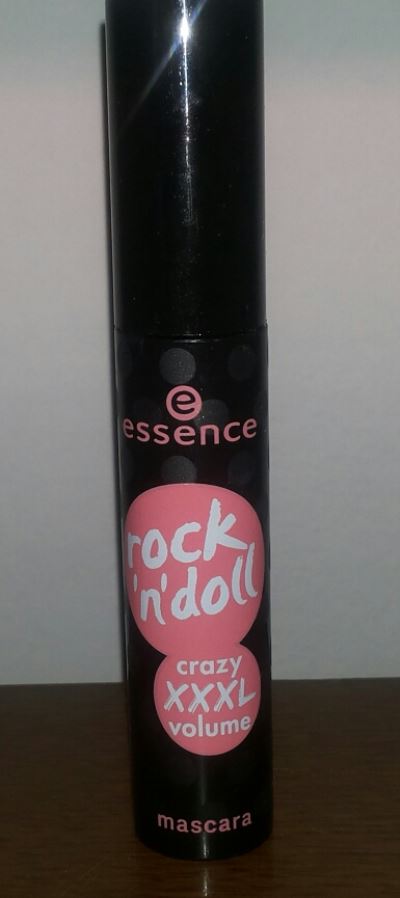 e
essence
rock
'n'doll
crazy
XXXL
volume
mascara